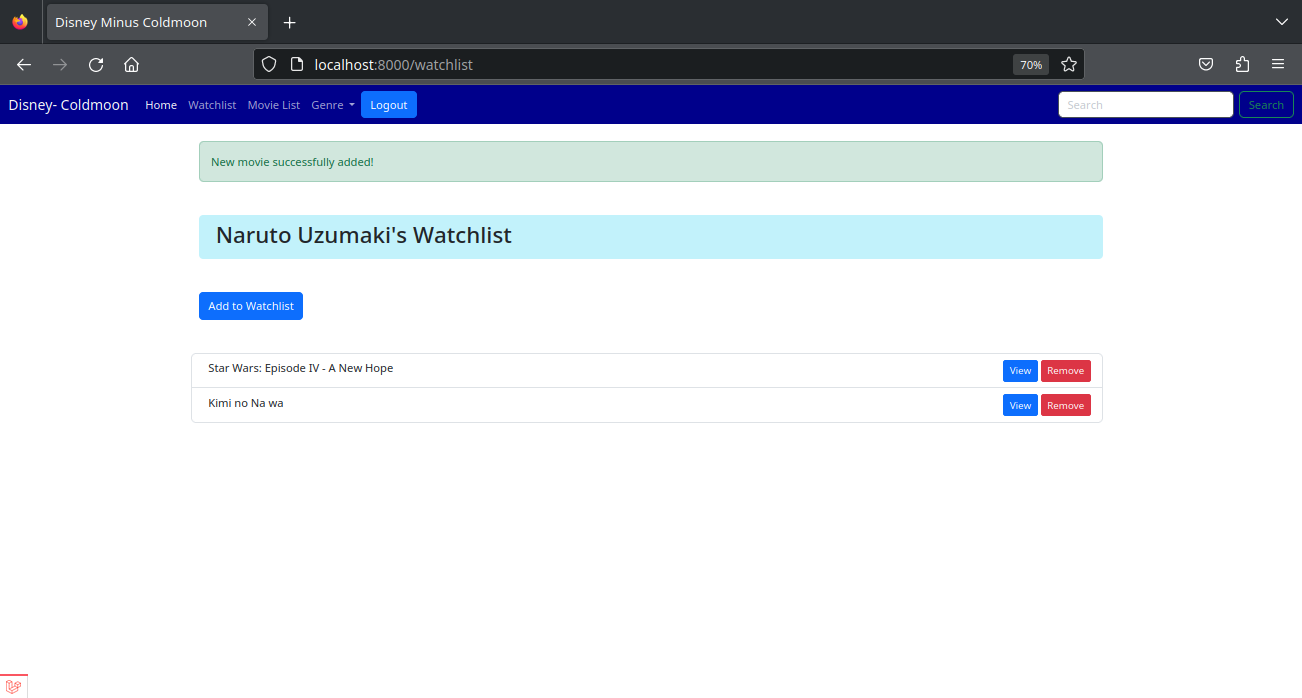 Disney Minus Coldmoon
localhost:8000/watchlist 70%
Disney- Coldmoon Home Watchlist Movie List Genre Logout Search Search
New movie successfully added!
Naruto Uzumaki's Watchlist
Add to Watchlist
Star Wars: Episode IV - A New Hope View Remove
Kimi no Na wa View Remove